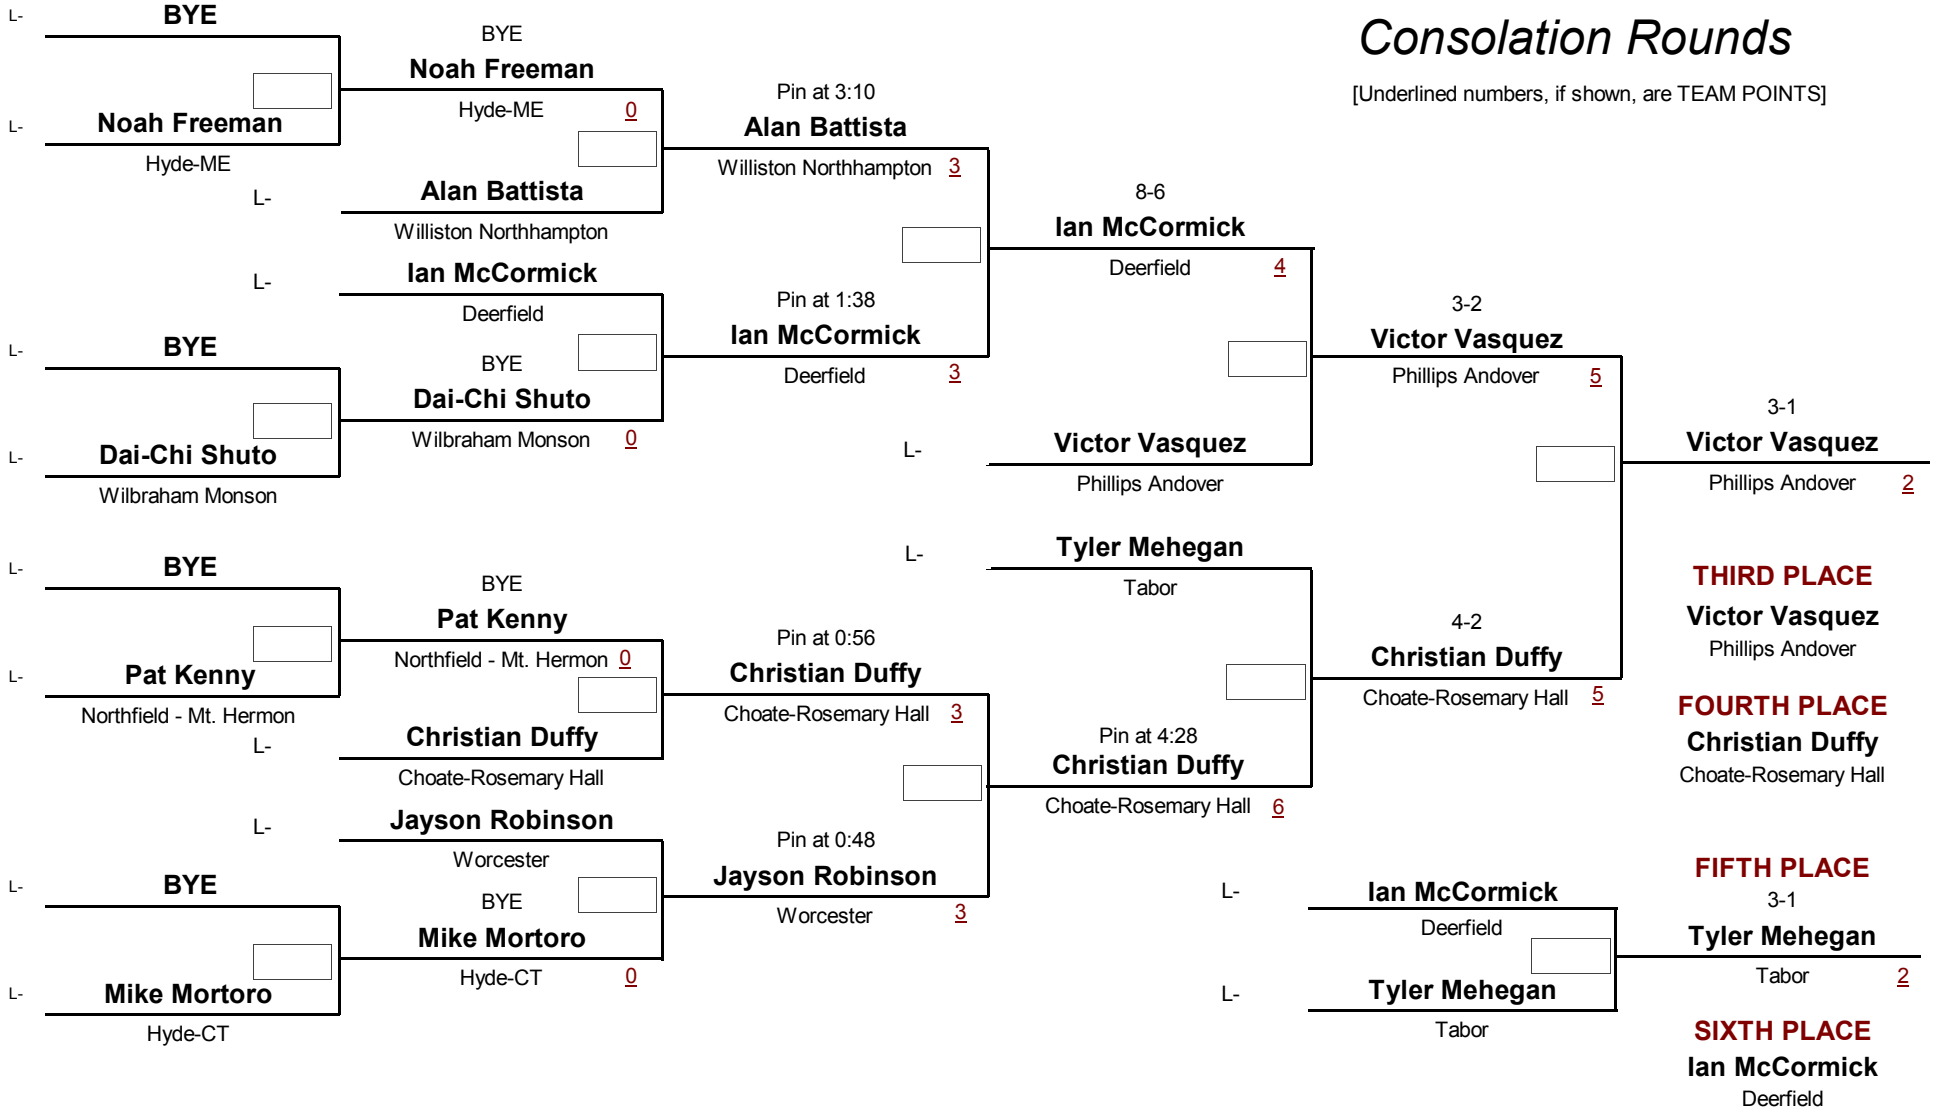 Consolation Rounds
[Underlined numbers, if shown, are TEAM POINTS]
L- BYE
L- Noah Freeman
Hyde-ME
L- BYE
L- Dai-Chi Shuto
Wilbraham Monson
L- BYE
L- Pat Kenny
Northfield - Mt. Hermon
L- BYE
L- Mike Mortoro
Hyde-CT
BYE
Noah Freeman
Hyde-ME 0
L- Alan Battista
Williston Northhampton
L- Ian McCormick
Deerfield
BYE
Dai-Chi Shuto
Wilbraham Monson 0
BYE
Pat Kenny
Northfield - Mt. Hermon 0
L- Christian Duffy
Choate-Rosemary Hall
L- Jayson Robinson
Worcester
BYE
Mike Mortoro
Hyde-CT 0
Pin at 3:10
Alan Battista
Williston Northhampton 3
Pin at 1:38
Ian McCormick
Deerfield 3
Pin at 0:56
Christian Duffy
Choate-Rosemary Hall 3
Pin at 0:48
Jayson Robinson
Worcester 3
8-6
Ian McCormick
Deerfield 4
L- Victor Vasquez
Phillips Andover
L- Tyler Mehegan
Tabor
Pin at 4:28
Christian Duffy
Choate-Rosemary Hall 6
3-2
Victor Vasquez
Phillips Andover 5
4-2
Christian Duffy
Choate-Rosemary Hall 5
L- Ian McCormick
Deerfield
L- Tyler Mehegan
Tabor
3-1
Victor Vasquez
Phillips Andover 2
THIRD PLACE
Victor Vasquez
Phillips Andover
FOURTH PLACE
Christian Duffy
Choate-Rosemary Hall
FIFTH PLACE
3-1
Tyler Mehegan
Tabor 2
SIXTH PLACE
Ian McCormick
Deerfield